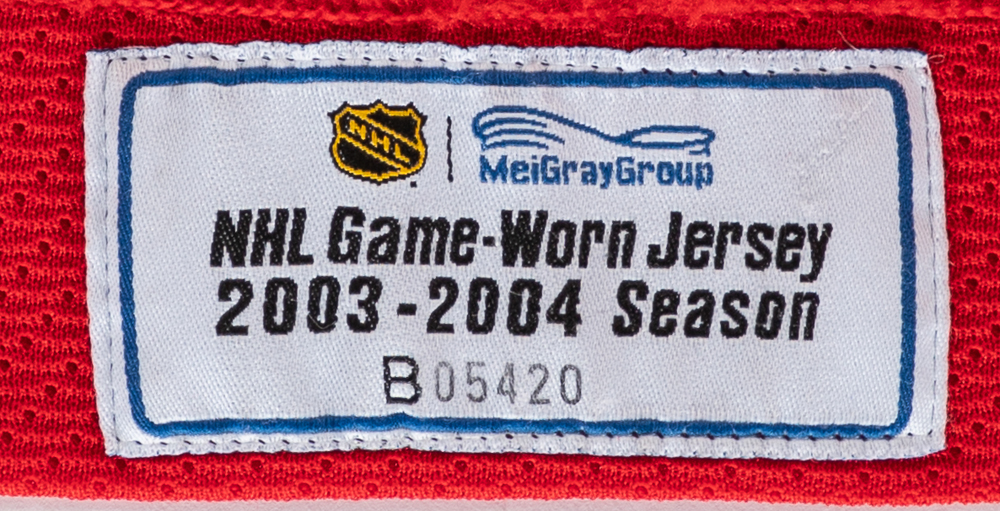 NHL
MeiGrayGroup
NHL Game-Worn Jersey
2003-2004 Season
B05420